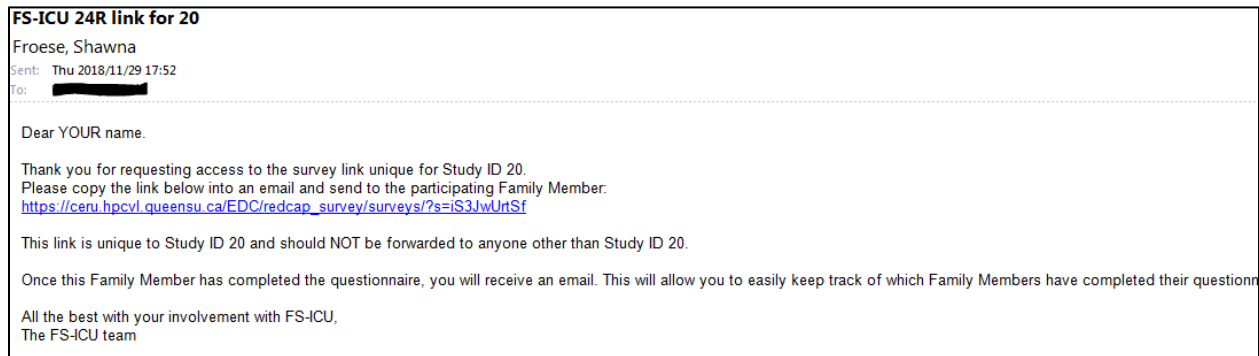 FS-ICU 24R link for 20
Froese, Shawna
Sent: Thu 2018/11/29 17:52
To:
Dear YOUR name.
Thank you for requesting access to the survey link unique for Study ID 20.
Please copy the link below into an email and send to the participating Family Member:
https://ceru.hpcvl.queensu.ca/EDC/redcap_survey/surveys/?s=iS3JwUrtSf
This link is unique to Study ID 20 and should NOT be forwarded to anyone other than Study ID 20.
Once this Family Member has completed the questionnaire, you will receive an email. This will allow you to easily keep track of which Family Members have completed their questionn
All the best with your involvement with FS-ICU,
The FS-ICU team